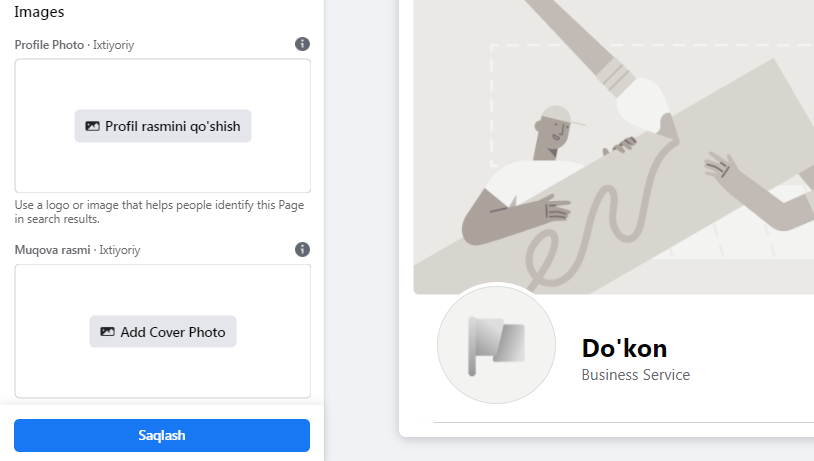 Images
Profile Photo · Ixtiyoriy
Profil rasmini qo'shish
Use a logo or image that helps people identify this Page
in search results.
Muqova rasmi · Ixtiyoriy
Add Cover Photo
Saqlash
Do'kon
Business Service